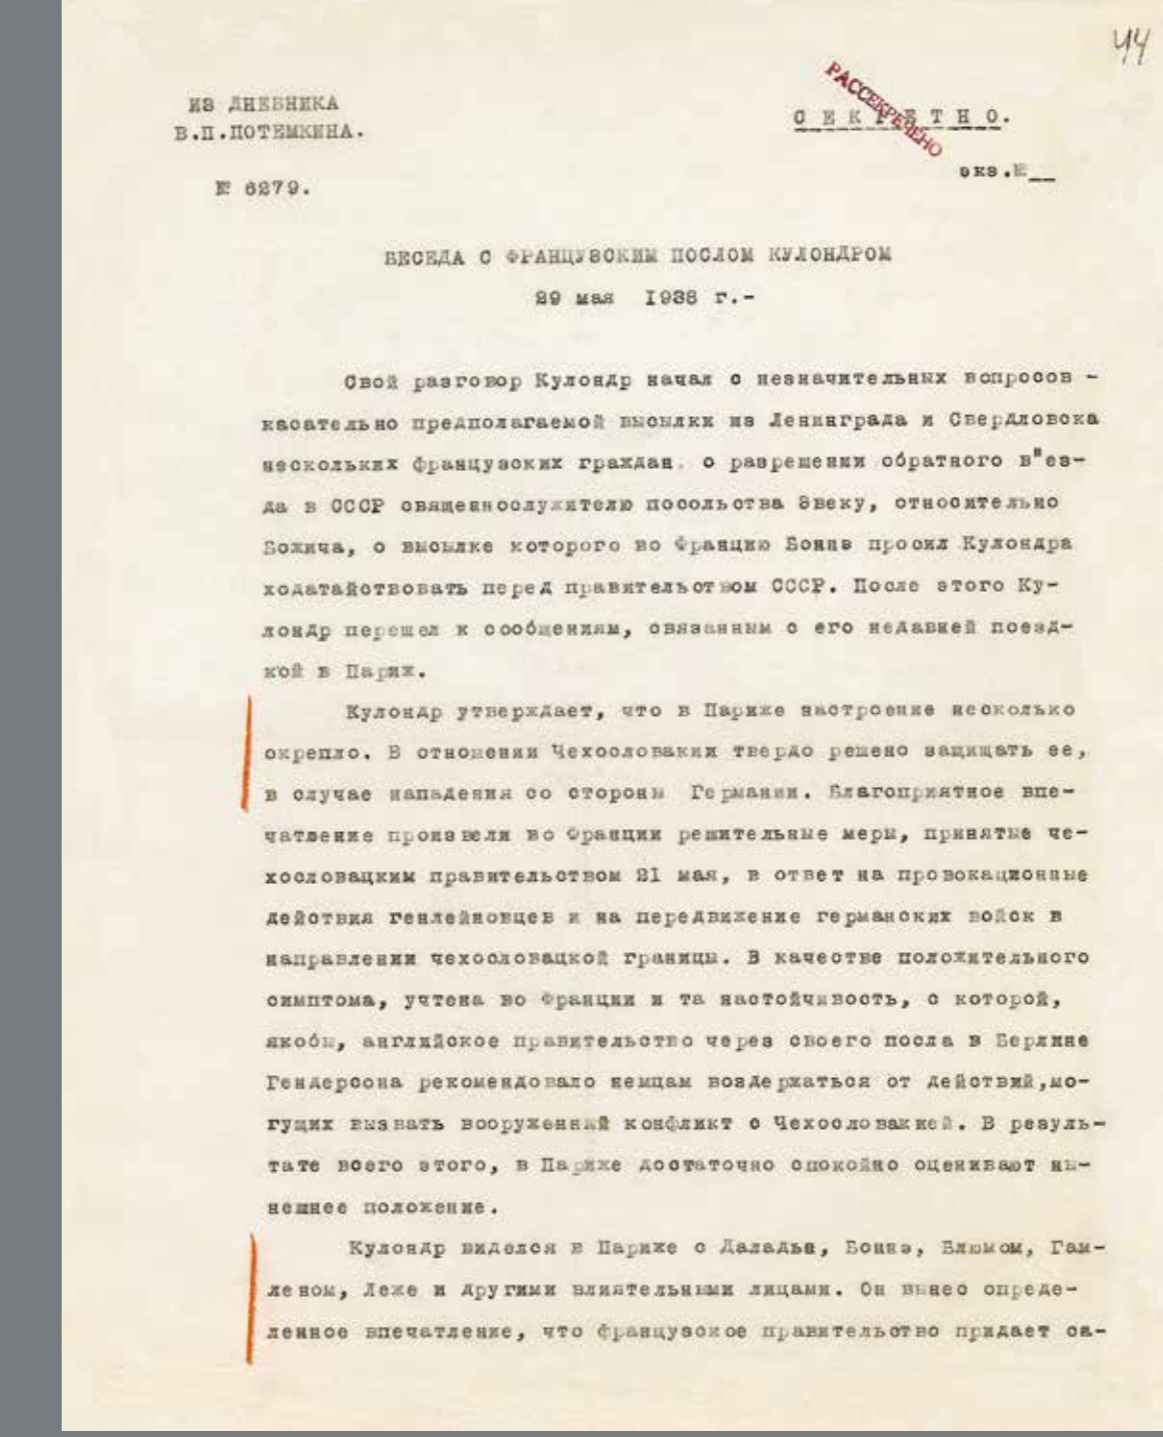 44
ИЗ ДНЕВНИКА
В.П.ПОТЕМКИНА.
С Е К Р Е Т Н О.
РАССЕКРЕЧЕНО
экз.№__
№ 6279.
БЕСЕДА С ФРАНЦУЗСКИМ ПОСЛОМ КУЛОНДРОМ
29 мая 1938 г.-
Свой разговор Кулондр начал с незначительных вопросов -
касательно предполагаемой высылки из Ленинграда и Свердловска
нескольких французских граждан, о разрешении обратного в"ез-
да в СССР священнослужителю посольства Эвеку, относительно
Божича, о высылке которого во Францию Боннэ просил Кулондра
ходатайствовать перед правительством СССР. После этого Ку-
лондр перешел к сообщениям, связанным с его недавней поезд-
кой в Париж.
Кулондр утверждает, что в Париже настроение несколько
окрепло. В отношении Чехословакии твердо решено защищать ее,
в случае нападения со стороны Германии. Благоприятное впе-
чатление произвели во Франции решительные меры, принятые че-
хословацким правительством 21 мая, в ответ на провокационные
действия генлейновцев и на передвижение германских войск в
направлении чехословацкой границы. В качестве положительного
симптома, учтена во Франции и та настойчивость, с которой,
якобы, английское правительство через своего посла в Берлине
Гендерсона рекомендовало немцам воздержаться от действий,мо-
гущих вызвать вооруженный конфликт с Чехословакией. В резуль-
тате всего этого, в Париже достаточно спокойно оценивают ны-
нешнее положение.
Кулондр виделся в Париже с Даладье, Боннэ, Блюмом, Гам-
леном, Леже и другими влиятельными лицами. Он вынес опреде-
ленное впечатление, что французское правительство придает са-